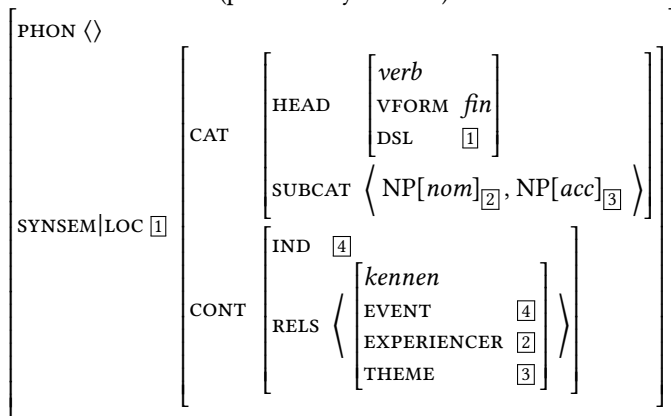 PHON ⟨⟩
SYNSEM|LOC 1
CAT
HEAD
verb
VFORM fin
DSL 1
SUBCAT ⟨ NP[nom]2, NP[acc]3 ⟩
CONT
IND 4
RELS ⟨
kennen
EVENT 4
EXPERIENCER 2
THEME 3
⟩